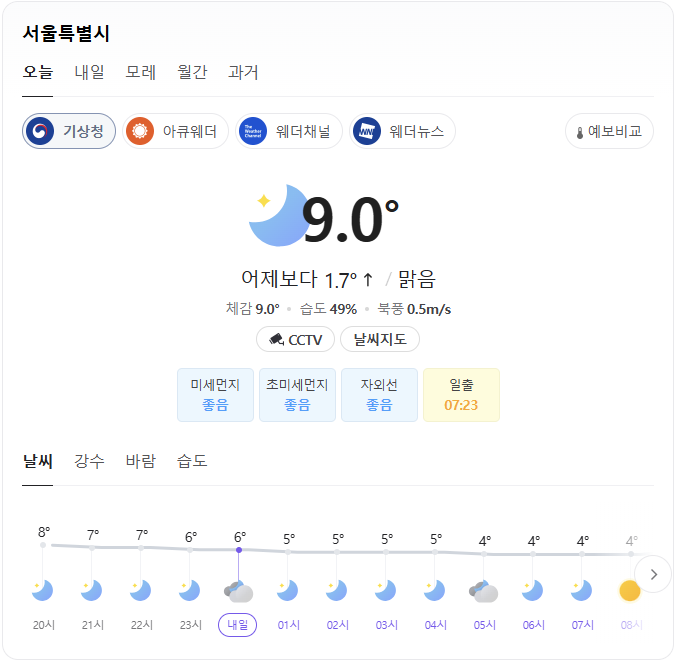 서울특별시
오늘 내일 모레 월간 과거
기상청 아큐웨더 The Weather Channel 웨더채널 WNI 웨더뉴스 예보비교
9.0°
어제보다 1.7° ↑ / 맑음
체감 9.0° • 습도 49% • 북풍 0.5m/s
CCTV 날씨지도
미세먼지 초미세먼지 자외선 일출
좋음 좋음 좋음 07:23
날씨 강수 바람 습도
8° 7° 7° 6° 6° 5° 5° 5° 5° 4° 4° 4° 4°
20시 21시 22시 23시 내일 01시 02시 03시 04시 05시 06시 07시 08시